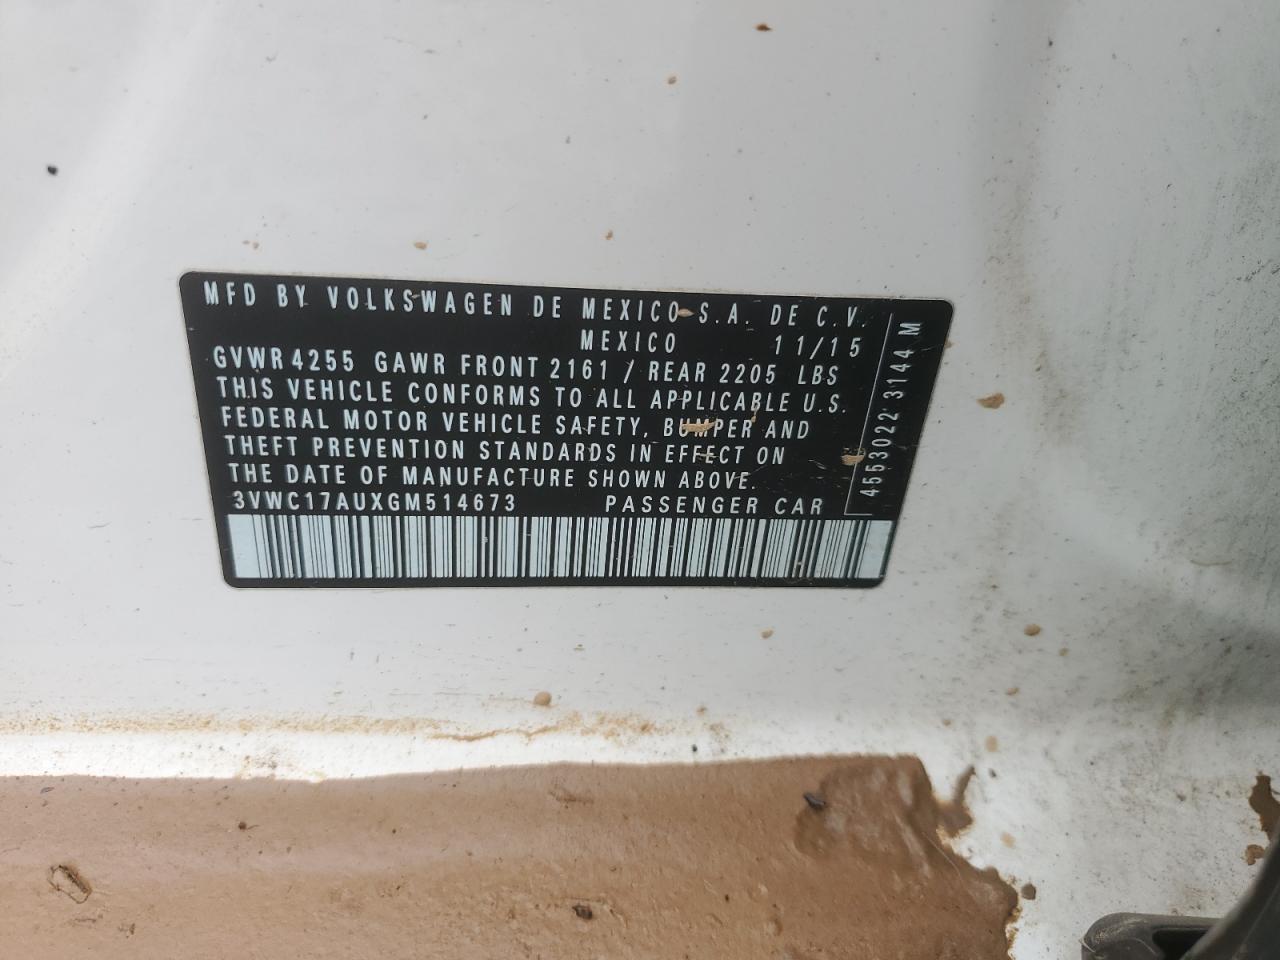 MFD BY VOLKSWAGEN DE MEXICO S.A. DE C.V.
MEXICO 11/15
GVWR 4255 GAWR FRONT 2161 / REAR 2205 LBS
THIS VEHICLE CONFORMS TO ALL APPLICABLE U.S.
FEDERAL MOTOR VEHICLE SAFETY, BUMPER AND
THEFT PREVENTION STANDARDS IN EFFECT ON
THE DATE OF MANUFACTURE SHOWN ABOVE.
3VWC17AUXGM514673 PASSENGER CAR
4553022 3144 M